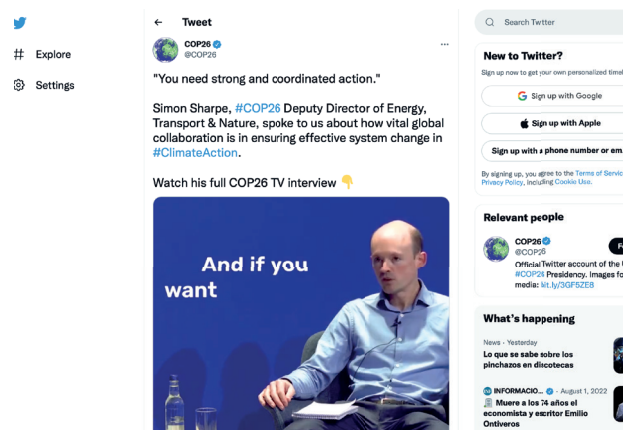 Explore
Settings
Tweet
COP26
@COP26
"You need strong and coordinated action."
Simon Sharpe, #COP26 Deputy Director of Energy,
Transport & Nature, spoke to us about how vital global
collaboration is in ensuring effective system change in
#ClimateAction.
Watch his full COP26 TV interview
And if you
want
Search Twtter
New to Twitter?
Sign up now to get your own personalized timel
Sign up with Google
Sign up with Apple
Sign up with a phone number or em
By signing up, you agree to the Terms of Servic
Privacy Policy, including Cookie Use.
Relevant people
COP26
@COP26
Official Twitter account of the
#COP26 Presidency. Images fo
media: bit.ly/3GF5ZE8
What's happening
News · Yesterday
Lo que se sabe sobre los
pinchazos en discotecas
INFORMACIO... · August 1, 2022
Muere a los 74 años el
economista y escritor Emilio
Ontiveros